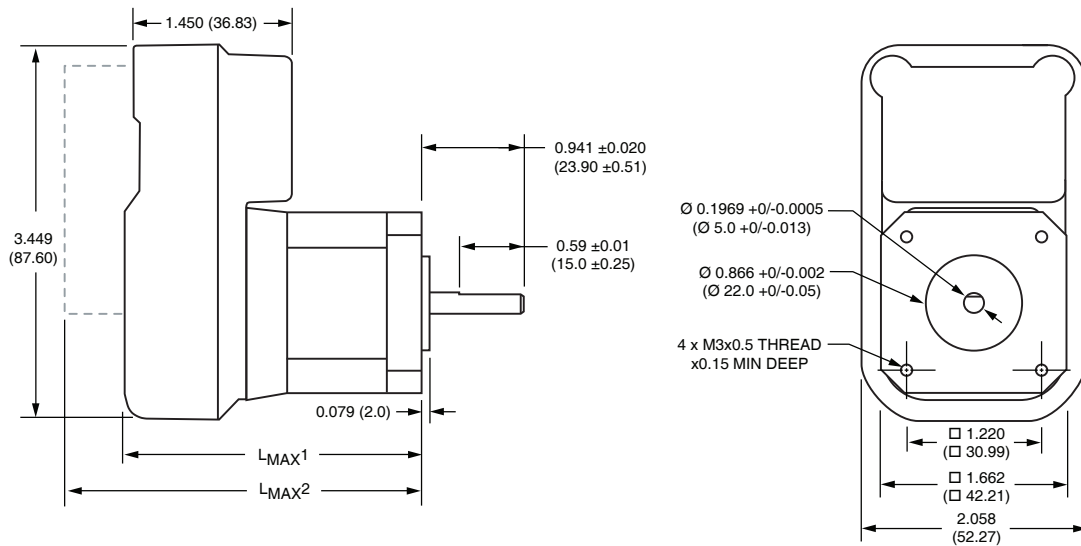 1.450 (36.83)
0.941 ±0.020
(23.90 ±0.51)
3.449
(87.60)
0.59 ±0.01
(15.0 ±0.25)
0.079 (2.0)
LMAX1
LMAX2
Ø 0.1969 +0/-0.0005
(Ø 5.0 +0/-0.013)
Ø 0.866 +0/-0.002
(Ø 22.0 +0/-0.05)
4 x M3x0.5 THREAD
x0.15 MIN DEEP
□ 1.220
(□ 30.99)
□ 1.662
(□ 42.21)
2.058
(52.27)